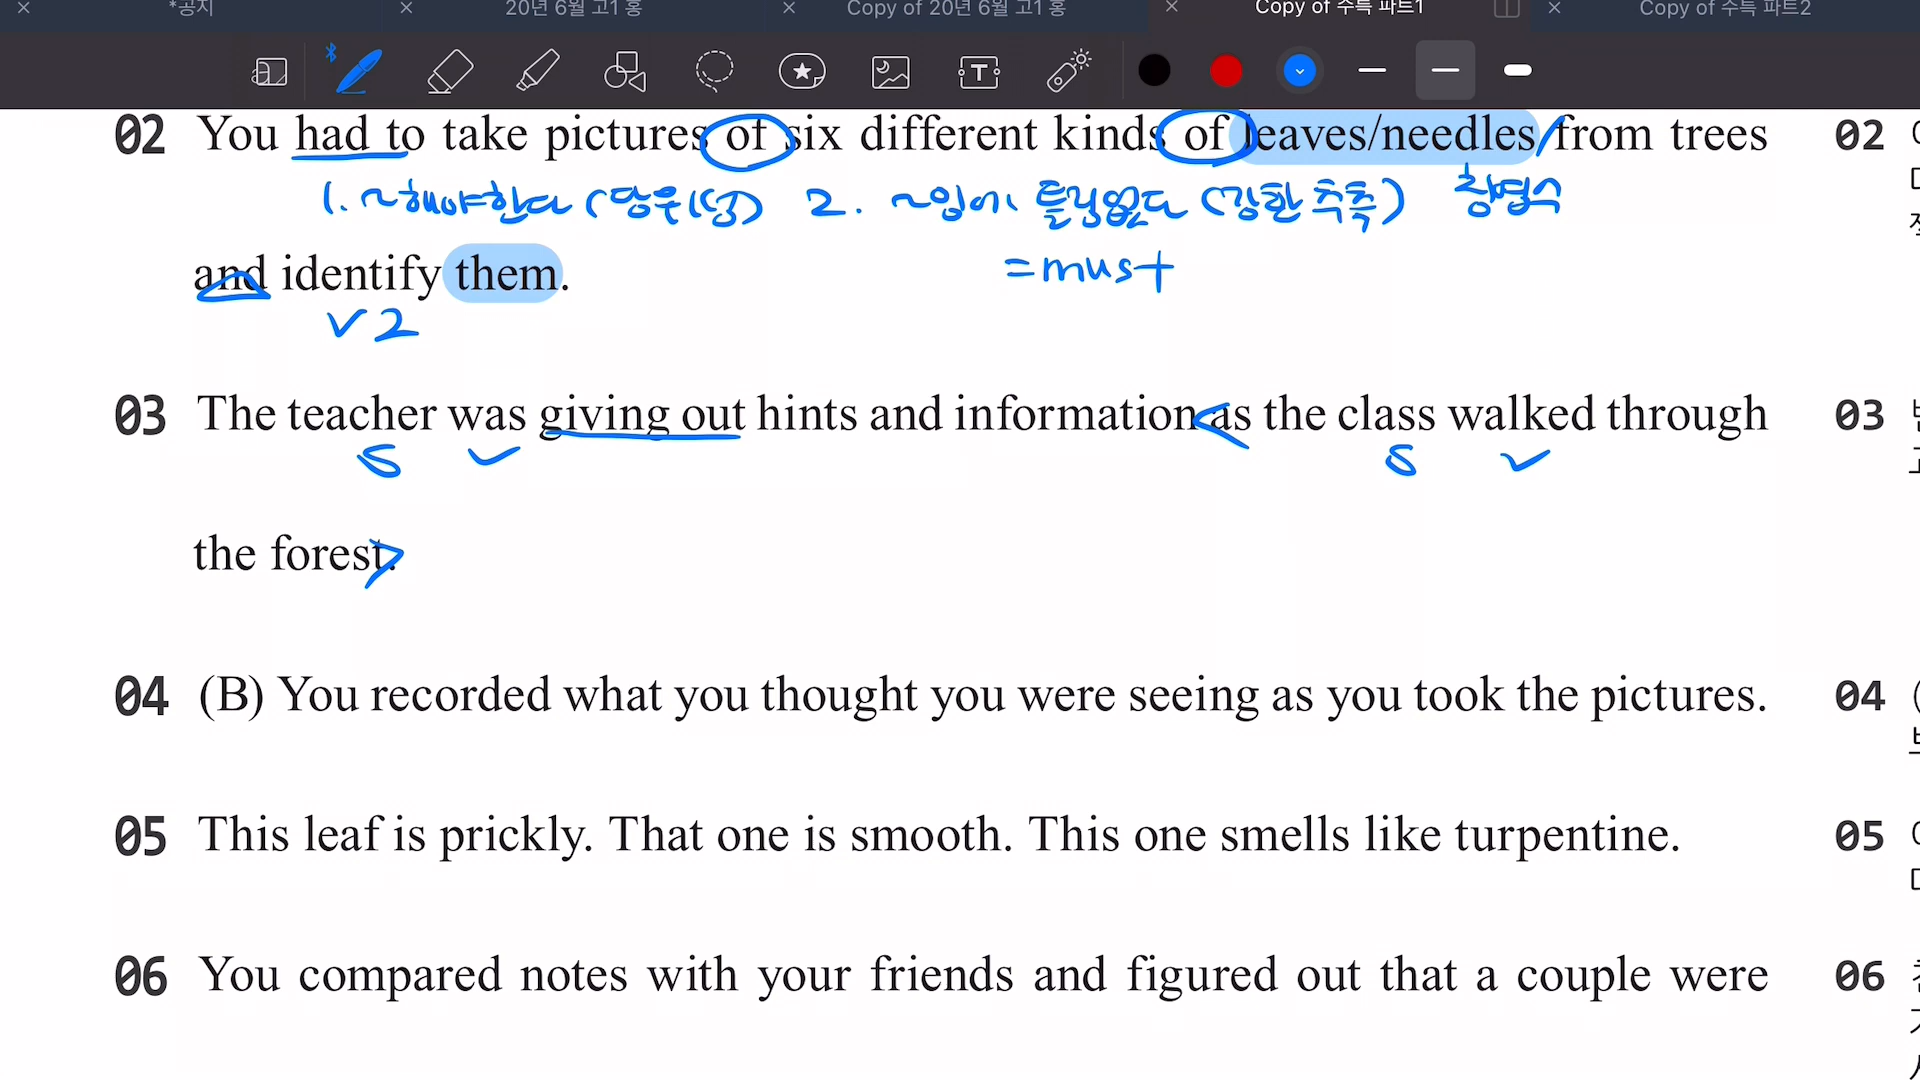 *공지
20년 6월 고1 홍
Copy of 20년 6월 고1 홍
Copy of 수특 파트1
Copy of 수특 파트2
02 You had to take pictures of six different kinds of leaves/needles from trees 02
1. ~해야한다 (당위성) 2. ~임에 틀림없다 (강한 추측)
and identify them. =must
V2
03 The teacher was giving out hints and information as the class walked through 03
S V S V
the forest.
04 (B) You recorded what you thought you were seeing as you took the pictures. 04
05 This leaf is prickly. That one is smooth. This one smells like turpentine. 05
06 You compared notes with your friends and figured out that a couple were 06